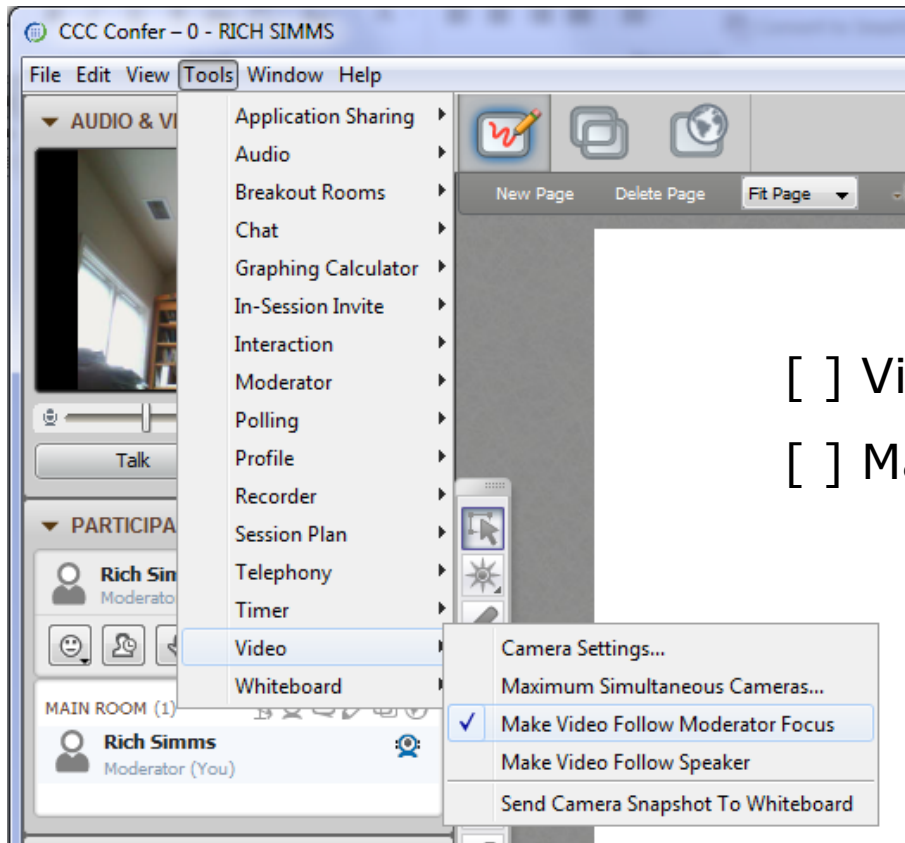 CCC Confer – 0 - RICH SIMMS
File Edit View Tools Window Help
AUDIO & VI
Application Sharing
Audio
Breakout Rooms
Chat
Graphing Calculator
In-Session Invite
Interaction
Moderator
Polling
Profile
Recorder
Session Plan
Telephony
Timer
Video
Whiteboard
New Page Delete Page Fit Page
[ ] Vi
[ ] Ma
Talk
PARTICIPA
Rich Sim
Moderato
Camera Settings...
Maximum Simultaneous Cameras...
Make Video Follow Moderator Focus
Make Video Follow Speaker
Send Camera Snapshot To Whiteboard
MAIN ROOM (1)
Rich Simms
Moderator (You)